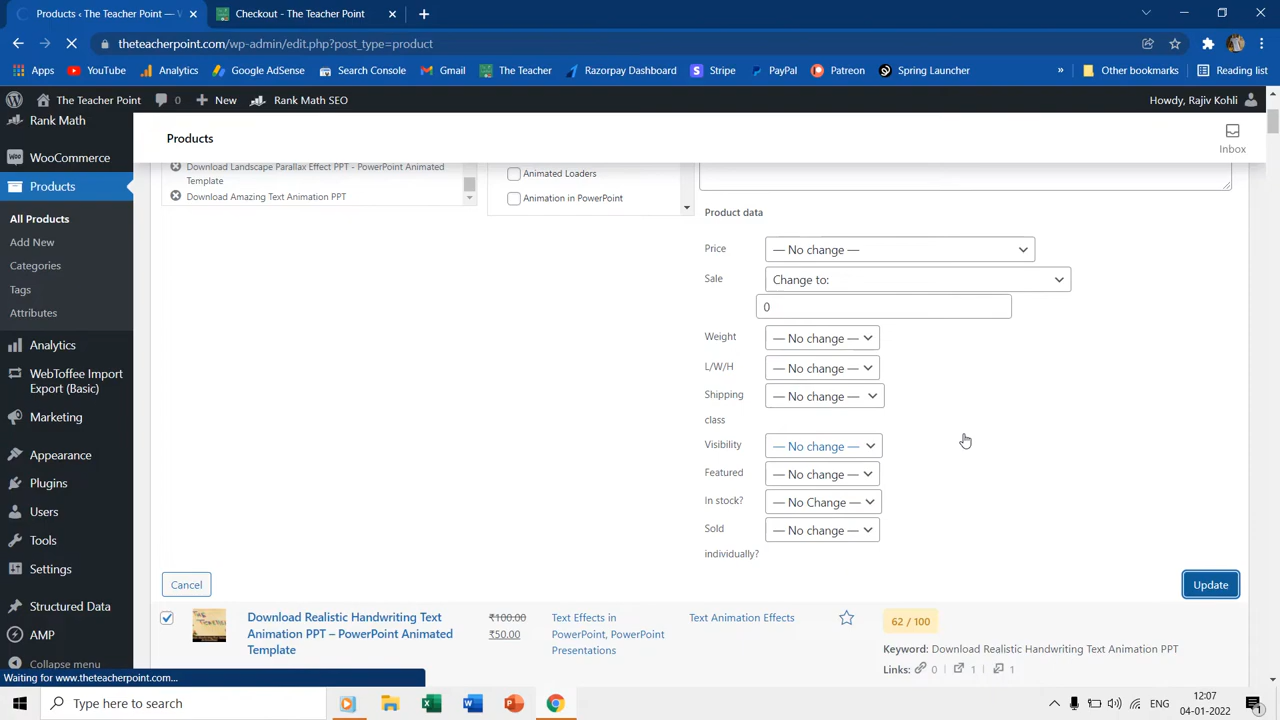 Products ‹ The Teacher Point —
Checkout - The Teacher Point
theteacherpoint.com/wp-admin/edit.php?post_type=product
Apps
YouTube
Analytics
Google AdSense
Search Console
Gmail
The Teacher
Razorpay Dashboard
Stripe
PayPal
Patreon
Spring Launcher
»
Other bookmarks
Reading list
The Teacher Point
0
New
Rank Math SEO
Howdy, Rajiv Kohli
Rank Math
WooCommerce
Products
All Products
Add New
Categories
Tags
Attributes
Analytics
WebToffee Import
Export (Basic)
Marketing
Appearance
Plugins
Users
Tools
Settings
Structured Data
AMP
Collapse menu
Products
Inbox
Download Landscape Parallax Effect PPT - PowerPoint Animated
Template
Download Amazing Text Animation PPT
Animated Loaders
Animation in PowerPoint
Product data
Price
— No change —
Sale
Change to:
0
Weight
— No change —
L/W/H
— No change —
Shipping
class
— No change —
Visibility
— No change —
Featured
— No change —
In stock?
— No Change —
Sold
individually?
— No change —
Cancel
Update
Download Realistic Handwriting Text
Animation PPT – PowerPoint Animated
Template
₹100.00
₹50.00
Text Effects in
PowerPoint, PowerPoint
Presentations
Text Animation Effects
62 / 100
Keyword: Download Realistic Handwriting Text Animation PPT
Links: 0 | 1 | 1
Waiting for www.theteacherpoint.com...
Type here to search
ENG
12:07
04-01-2022
1